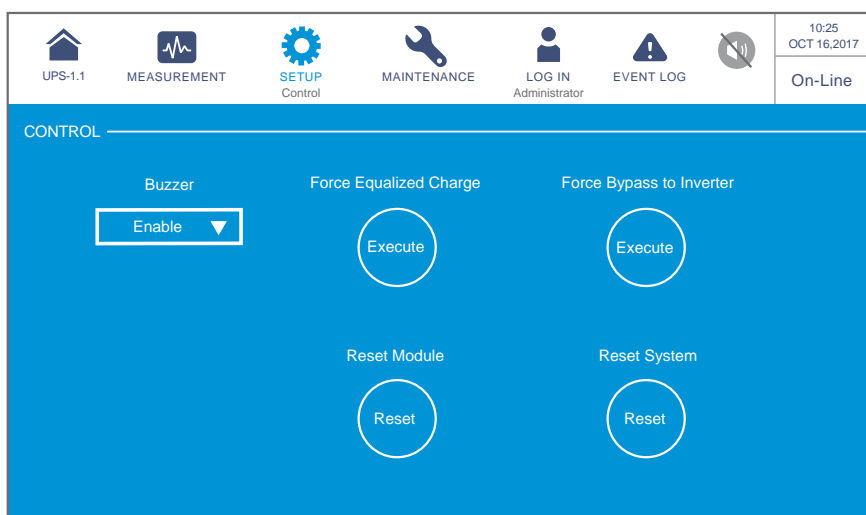 10:25
OCT 16,2017
UPS-1.1
MEASUREMENT
SETUP
Control
MAINTENANCE
LOG IN
Administrator
EVENT LOG
On-Line
CONTROL
Buzzer
Force Equalized Charge
Force Bypass to Inverter
Enable
Execute
Execute
Reset Module
Reset System
Reset
Reset